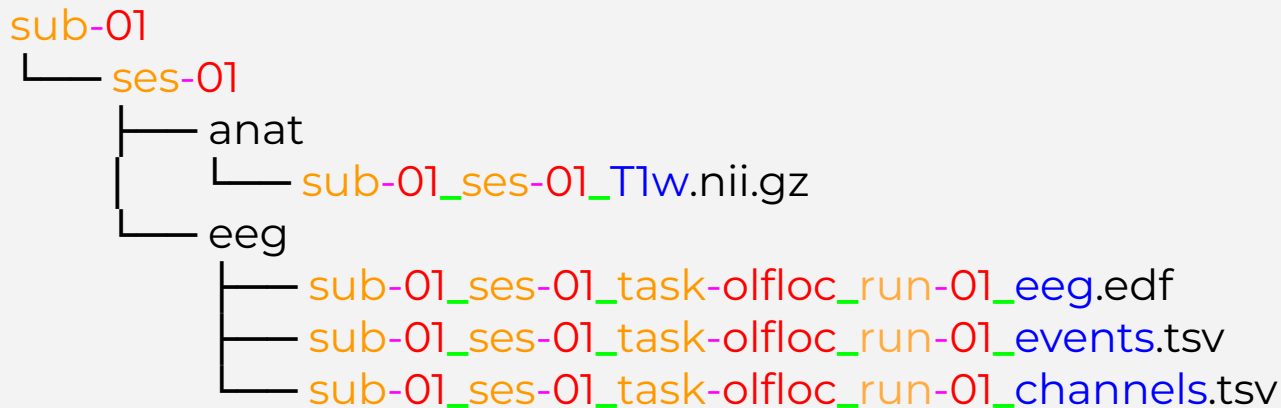 sub-01
ses-01
anat
sub-01_ses-01_T1w.nii.gz
eeg
sub-01_ses-01_task-olfloc_run-01_eeg.edf
sub-01_ses-01_task-olfloc_run-01_events.tsv
sub-01_ses-01_task-olfloc_run-01_channels.tsv